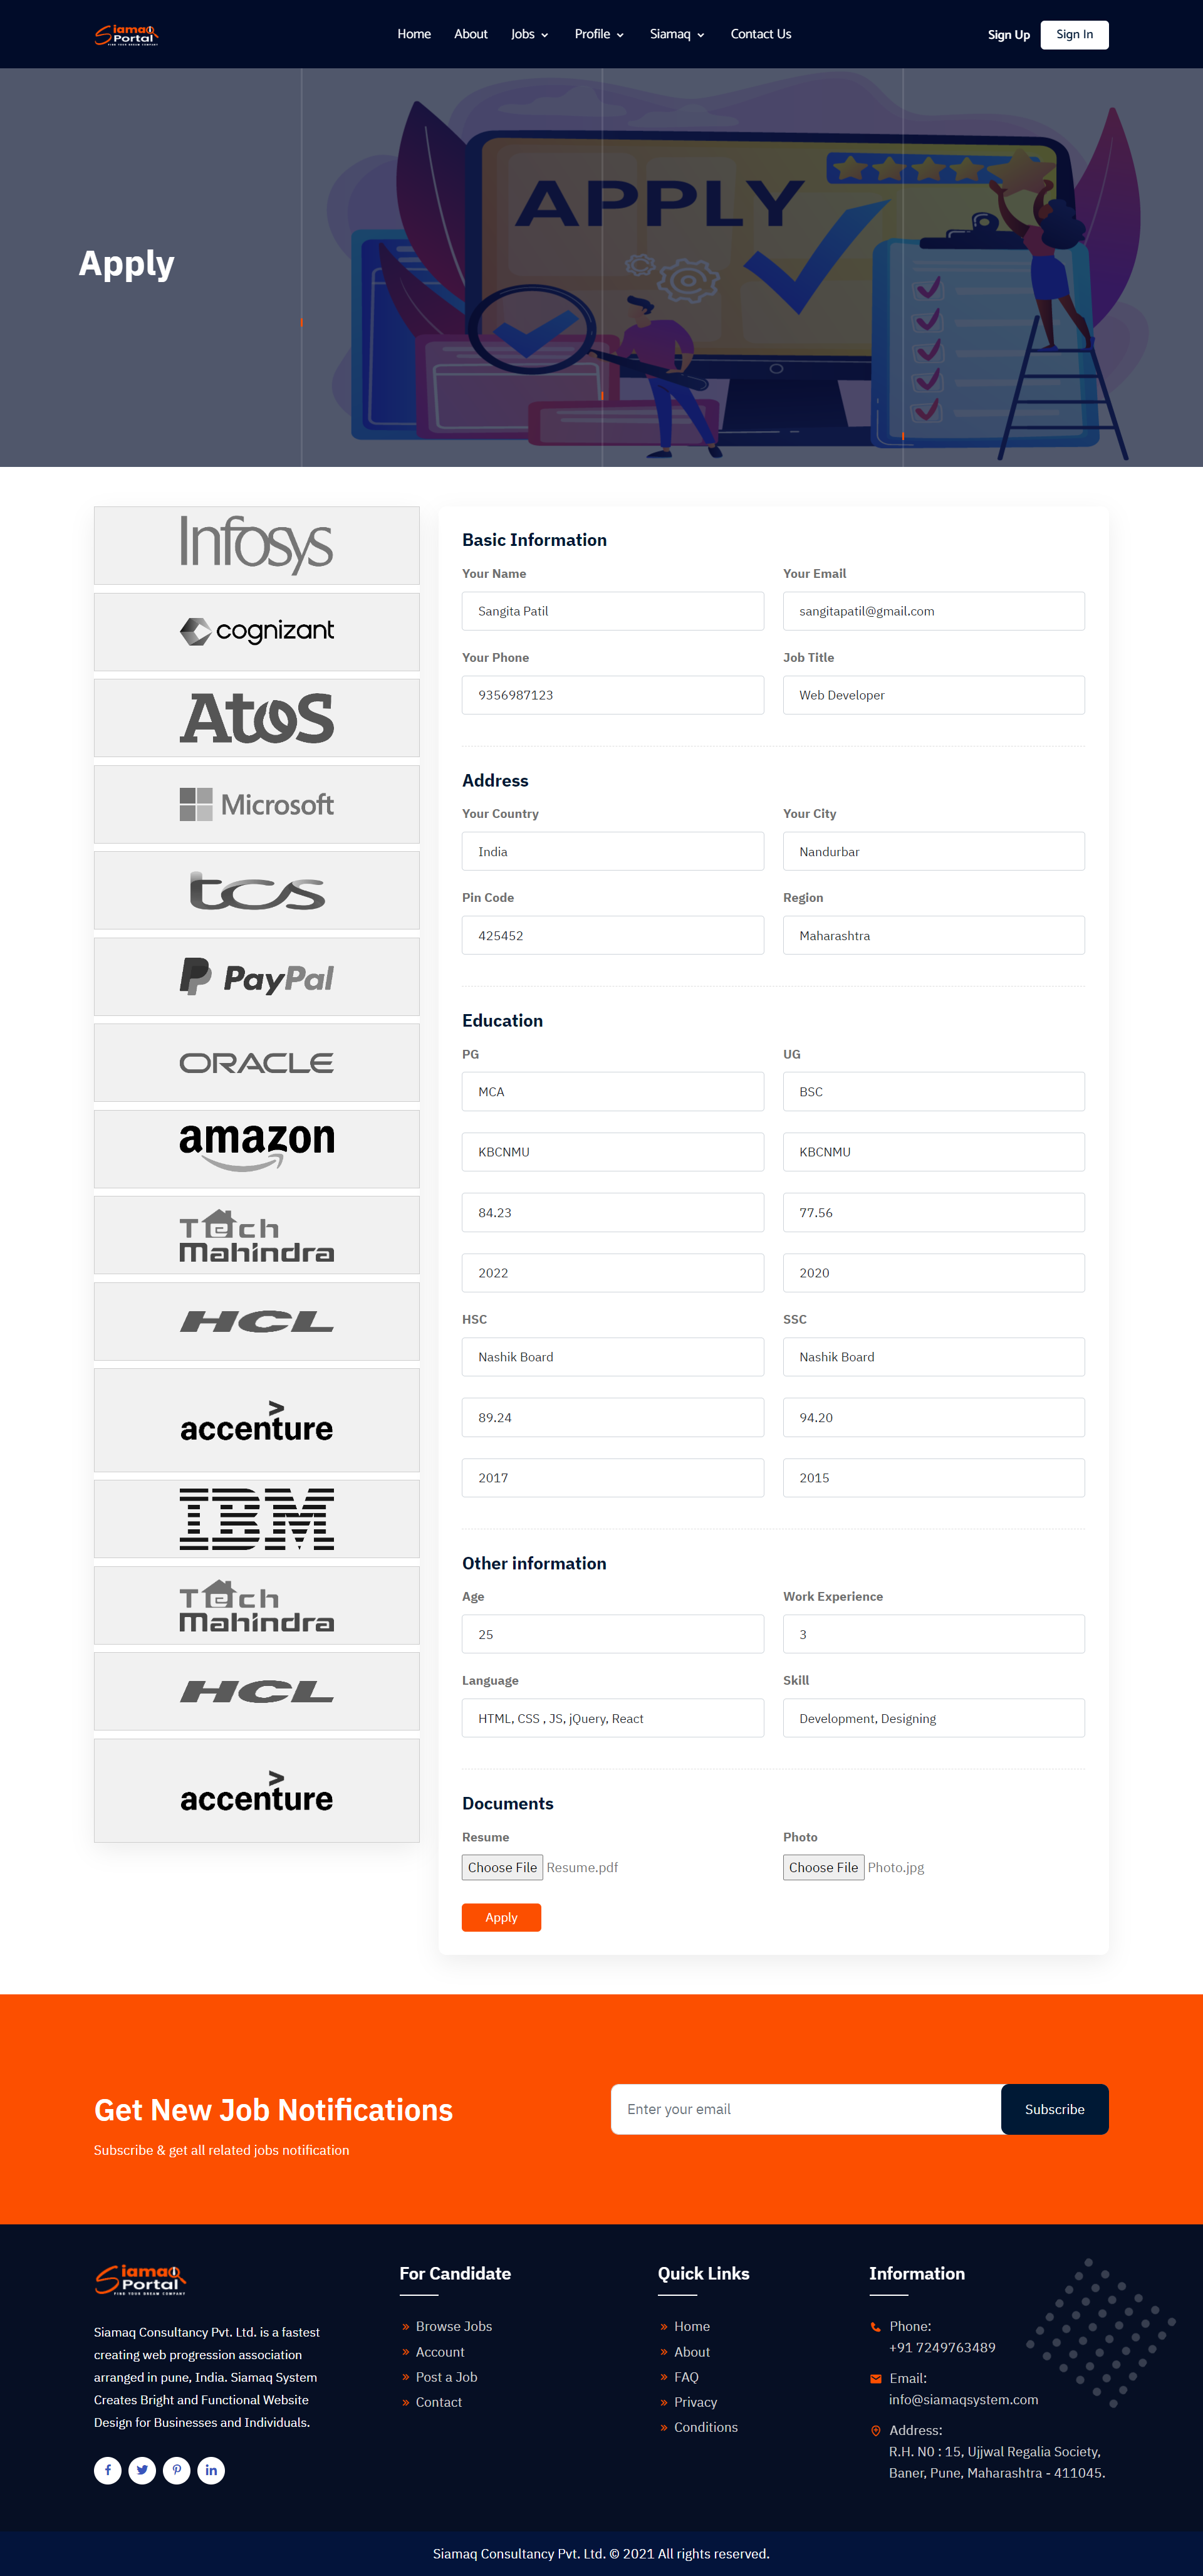 Siamaq
Portal
FIND YOUR DREAM COMPANY
Home About Jobs Profile Siamaq Contact Us
Sign Up Sign In
APPLY
Apply
Infosys
cognizant
Atos
Microsoft
tcs
PayPal
ORACLE
amazon
Tech
Mahindra
HCL
accenture
IBM
Tech
Mahindra
HCL
accenture
Basic Information
Your Name Your Email
Sangita Patil sangitapatil@gmail.com
Your Phone Job Title
9356987123 Web Developer
Address
Your Country Your City
India Nandurbar
Pin Code Region
425452 Maharashtra
Education
PG UG
MCA BSC
KBCNMU KBCNMU
84.23 77.56
2022 2020
HSC SSC
Nashik Board Nashik Board
89.24 94.20
2017 2015
Other information
Age Work Experience
25 3
Language Skill
HTML, CSS , JS, jQuery, React Development, Designing
Documents
Resume Photo
Choose File Resume.pdf Choose File Photo.jpg
Apply
Get New Job Notifications
Subscribe & get all related jobs notification
Enter your email Subscribe
Siamaq
Portal
FIND YOUR DREAM COMPANY
Siamaq Consultancy Pvt. Ltd. is a fastest
creating web progression association
arranged in pune, India. Siamaq System
Creates Bright and Functional Website
Design for Businesses and Individuals.
For Candidate
Browse Jobs
Account
Post a Job
Contact
Quick Links
Home
About
FAQ
Privacy
Conditions
Information
Phone:
+91 7249763489
Email:
info@siamaqsystem.com
Address:
R.H. N0 : 15, Ujjwal Regalia Society,
Baner, Pune, Maharashtra - 411045.
Siamaq Consultancy Pvt. Ltd. © 2021 All rights reserved.